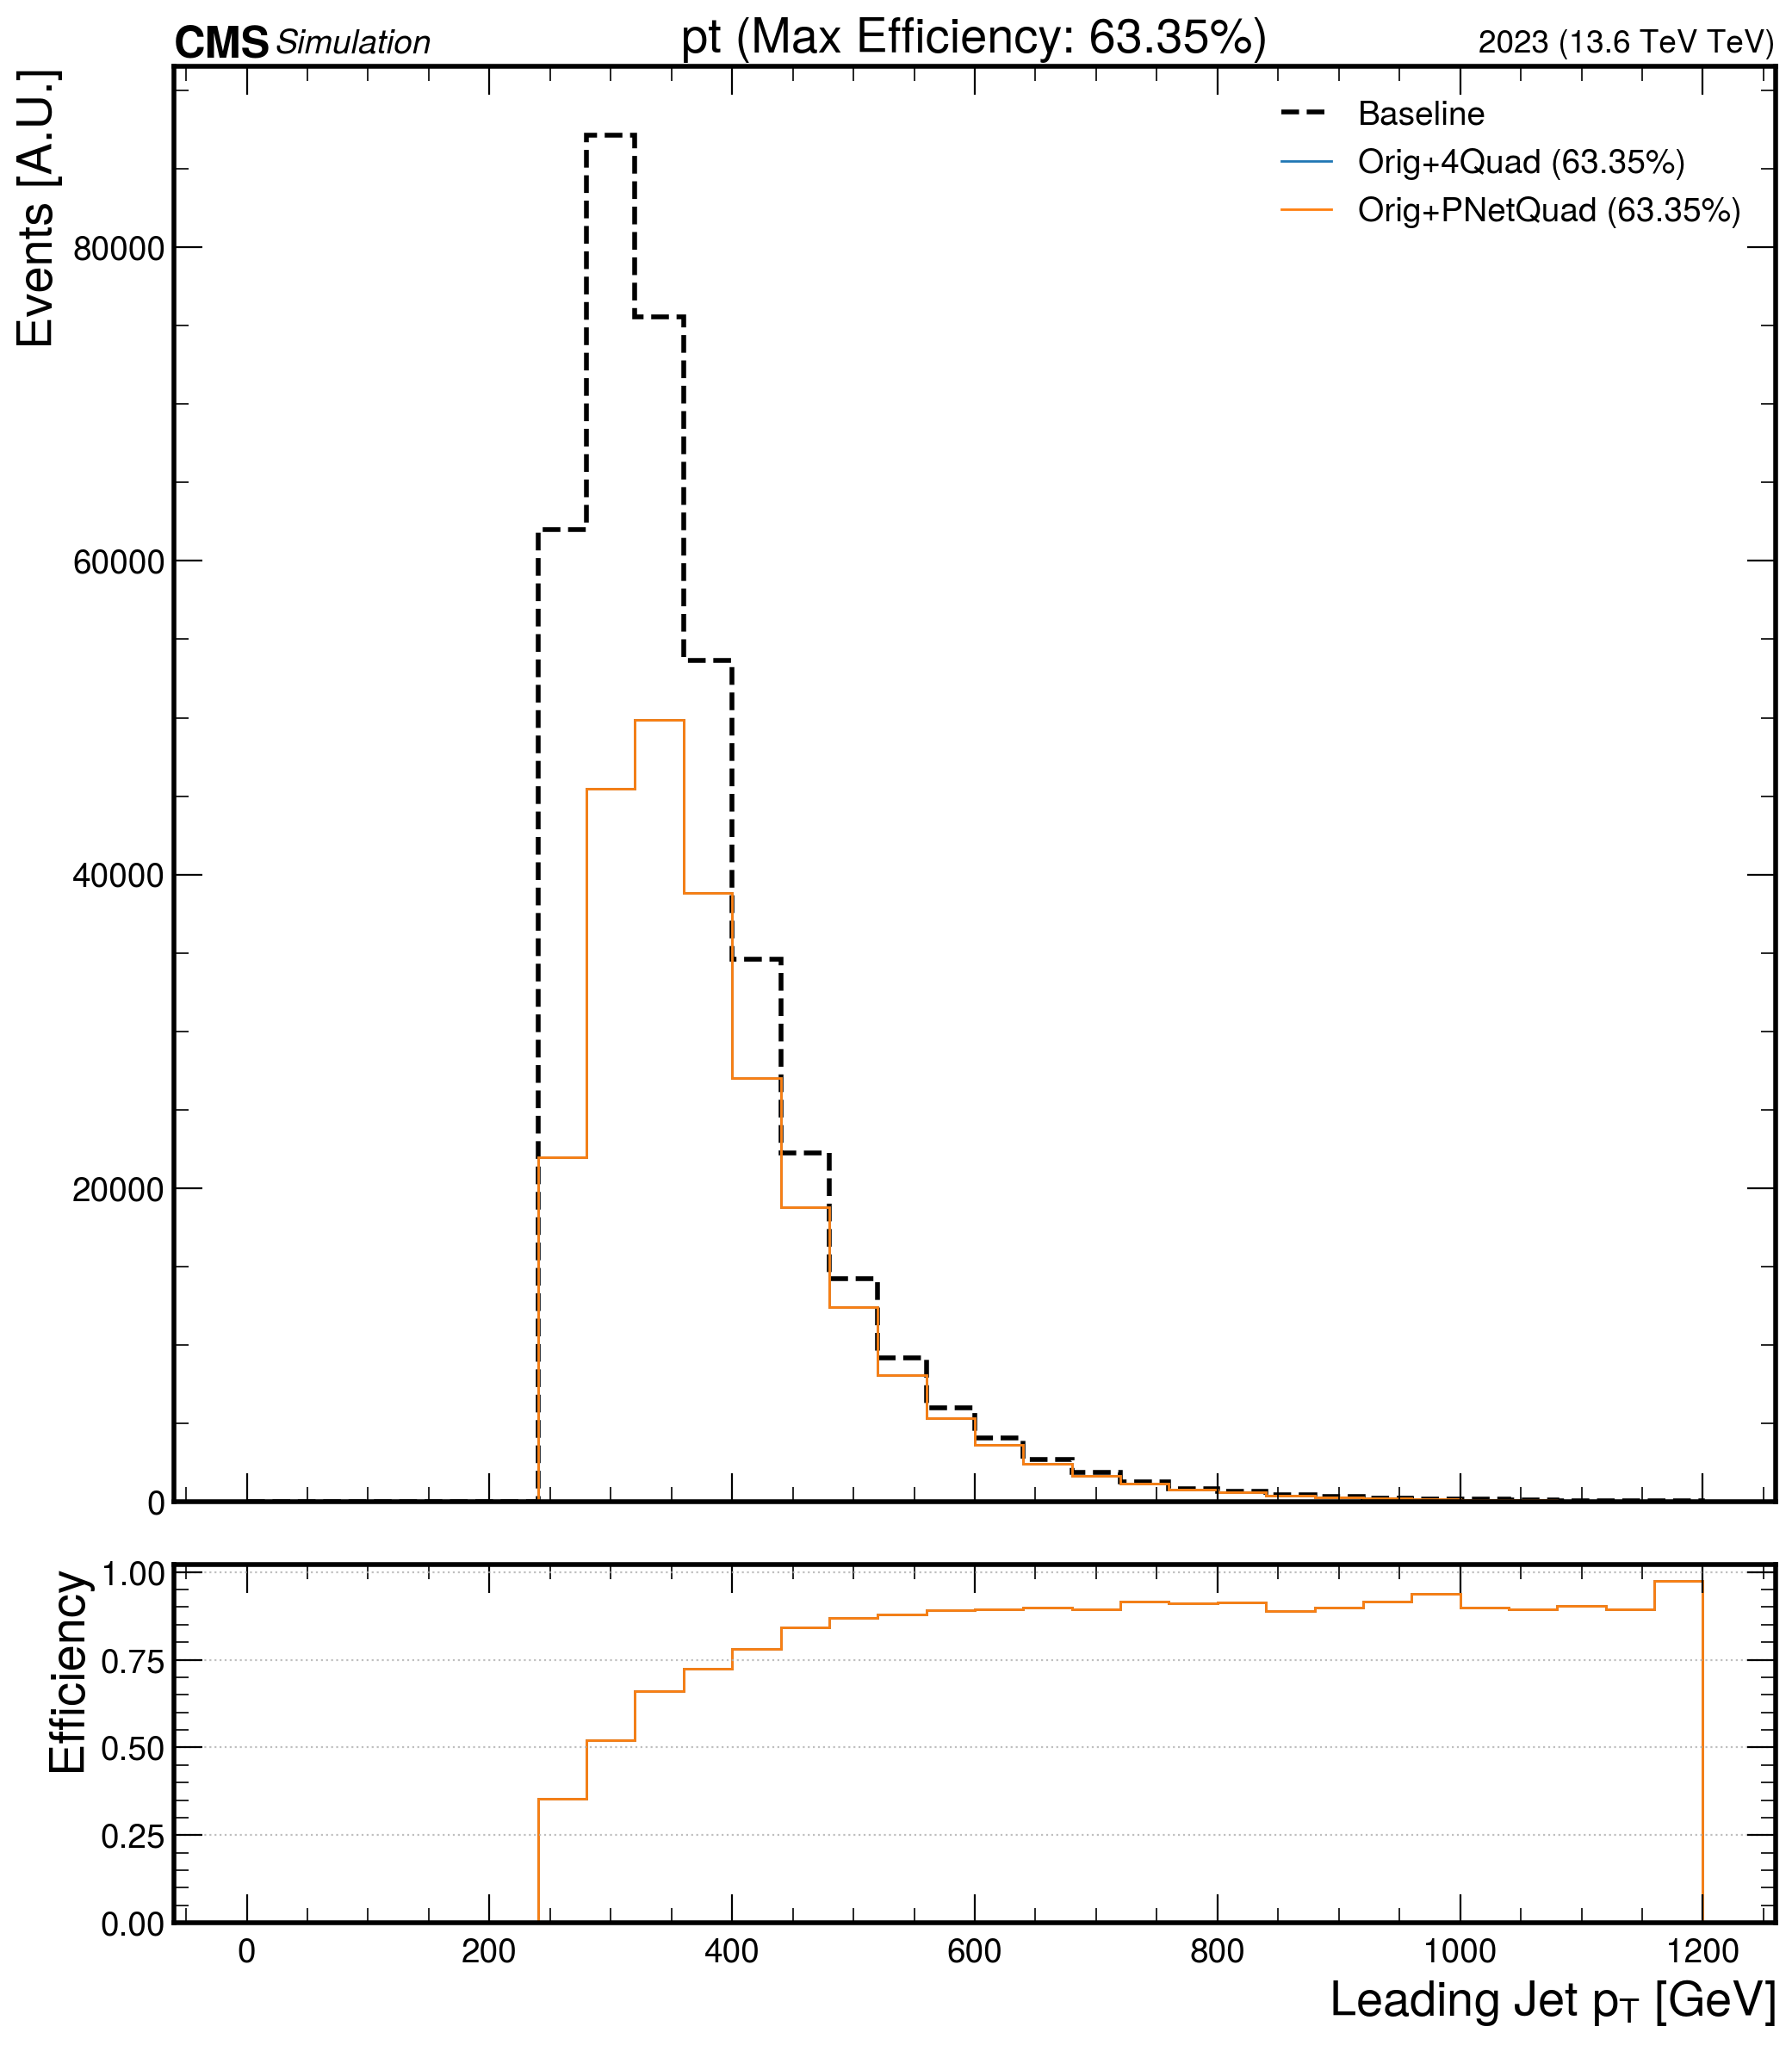 CMS Simulation
pt (Max Efficiency: 63.35%)
2023 (13.6 TeV TeV)
Events [A.U.]
Baseline
Orig+4Quad (63.35%)
Orig+PNetQuad (63.35%)
80000
60000
40000
20000
0
Efficiency
1.00
0.75
0.50
0.25
0.00
0 200 400 600 800 1000 1200
Leading Jet pT [GeV]